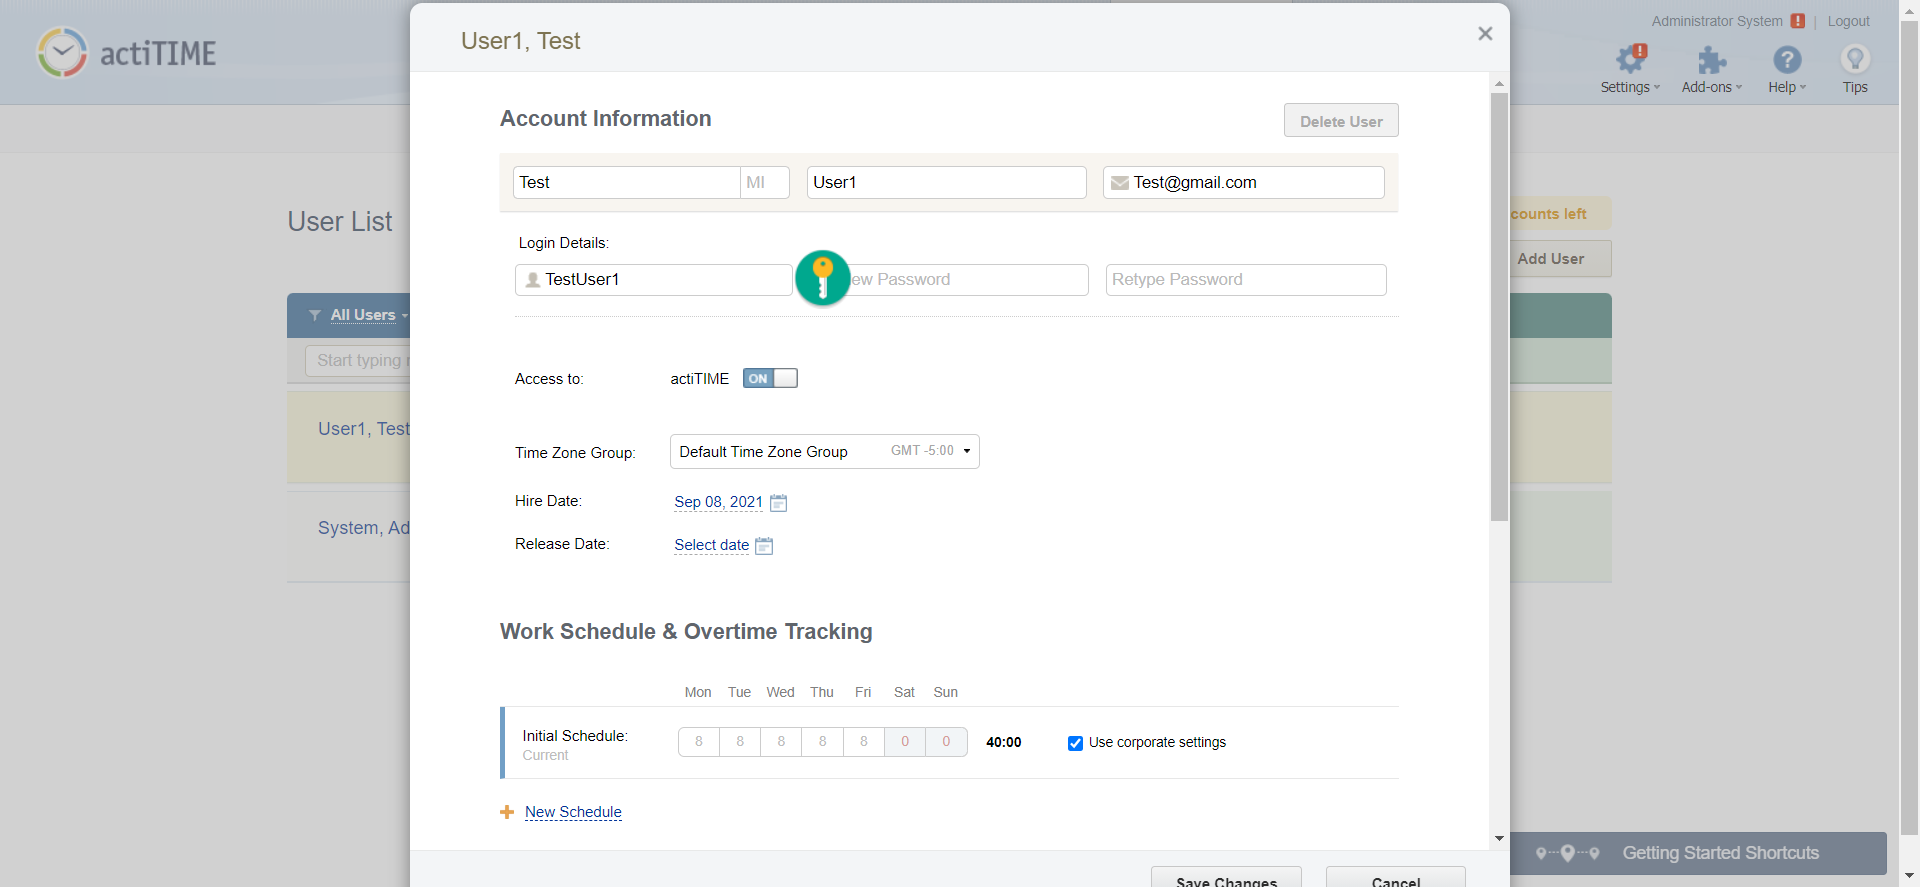 User1, Test
Administrator System
Logout
actiTIME
Settings
Add-ons
Help
Tips
Account Information
Delete User
Test
MI
User1
Test@gmail.com
User List
counts left
Login Details:
Add User
TestUser1
ew Password
Retype Password
All Users
Start typing
Access to:
actiTIME
ON
User1, Test
Time Zone Group:
Default Time Zone Group
GMT -5:00
Hire Date:
Sep 08, 2021
System, Ad
Release Date:
Select date
Work Schedule & Overtime Tracking
Mon Tue Wed Thu Fri Sat Sun
Initial Schedule:
Current
8 8 8 8 8 0 0
40:00
Use corporate settings
New Schedule
Getting Started Shortcuts
Save Changes
Cancel